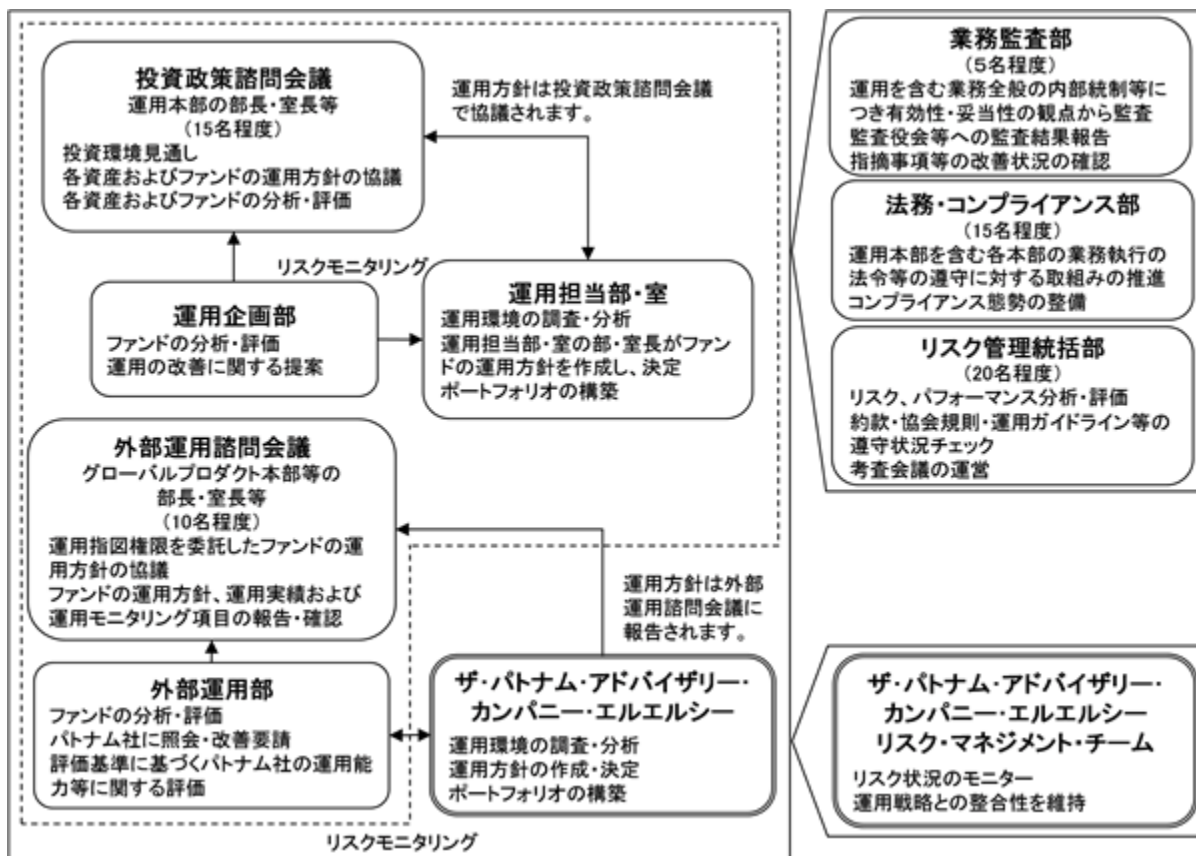 投資政策諮問会議
運用本部の部長・室長等
(15名程度)
投資環境見通し
各資産およびファンドの運用方針の協議
各資産およびファンドの分析・評価
運用方針は投資政策諮問会議
で協議されます。
リスクモニタリング
運用企画部
ファンドの分析・評価
運用の改善に関する提案
運用担当部・室
運用環境の調査・分析
運用担当部・室の部・室長がファン
ドの運用方針を作成し、決定
ポートフォリオの構築
外部運用諮問会議
グローバルプロダクト本部等の
部長・室長等
(10名程度)
運用指図権限を委託したファンドの運
用方針の協議
ファンドの運用方針、運用実績および
運用モニタリング項目の報告・確認
運用方針は外部
運用諮問会議に
報告されます。
外部運用部
ファンドの分析・評価
パトナム社に照会・改善要請
評価基準に基づくパトナム社の運用能
力等に関する評価
ザ・パトナム・アドバイザリー・
カンパニー・エルエルシー
運用環境の調査・分析
運用方針の作成・決定
ポートフォリオの構築
リスクモニタリング
業務監査部
(5名程度)
運用を含む業務全般の内部統制等に
つき有効性・妥当性の観点から監査
監査役会等への監査結果報告
指摘事項等の改善状況の確認
法務・コンプライアンス部
(15名程度)
運用本部を含む各本部の業務執行の
法令等の遵守に対する取組みの推進
コンプライアンス態勢の整備
リスク管理統括部
(20名程度)
リスク、パフォーマンス分析・評価
約款・協会規則・運用ガイドライン等の
遵守状況チェック
考査会議の運営
ザ・パトナム・アドバイザリー・
カンパニー・エルエルシー
リスク・マネジメント・チーム
リスク状況のモニター
運用戦略との整合性を維持